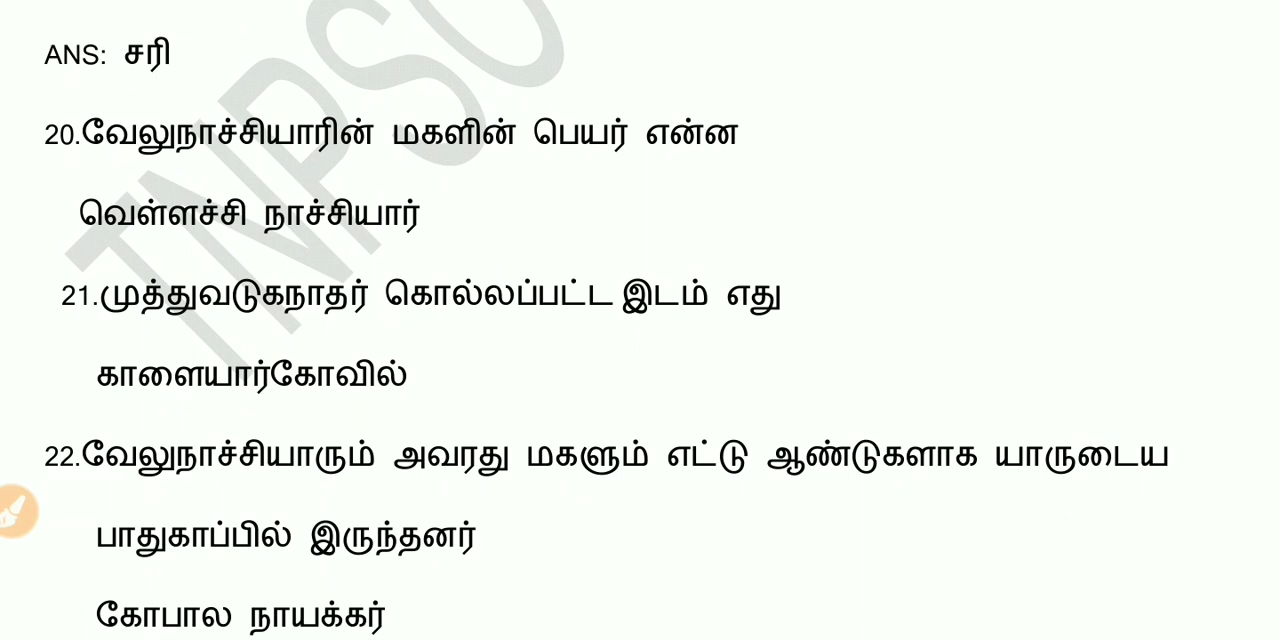 ANS: சரி
20.வேலுநாச்சியாரின் மகளின் பெயர் என்ன
வெள்ளச்சி நாச்சியார்
21.முத்துவடுகநாதர் கொல்லப்பட்ட இடம் எது
காளையார்கோவில்
22.வேலுநாச்சியாரும் அவரது மகளும் எட்டு ஆண்டுகளாக யாருடைய
பாதுகாப்பில் இருந்தனர்
கோபால நாயக்கர்
TNPSC